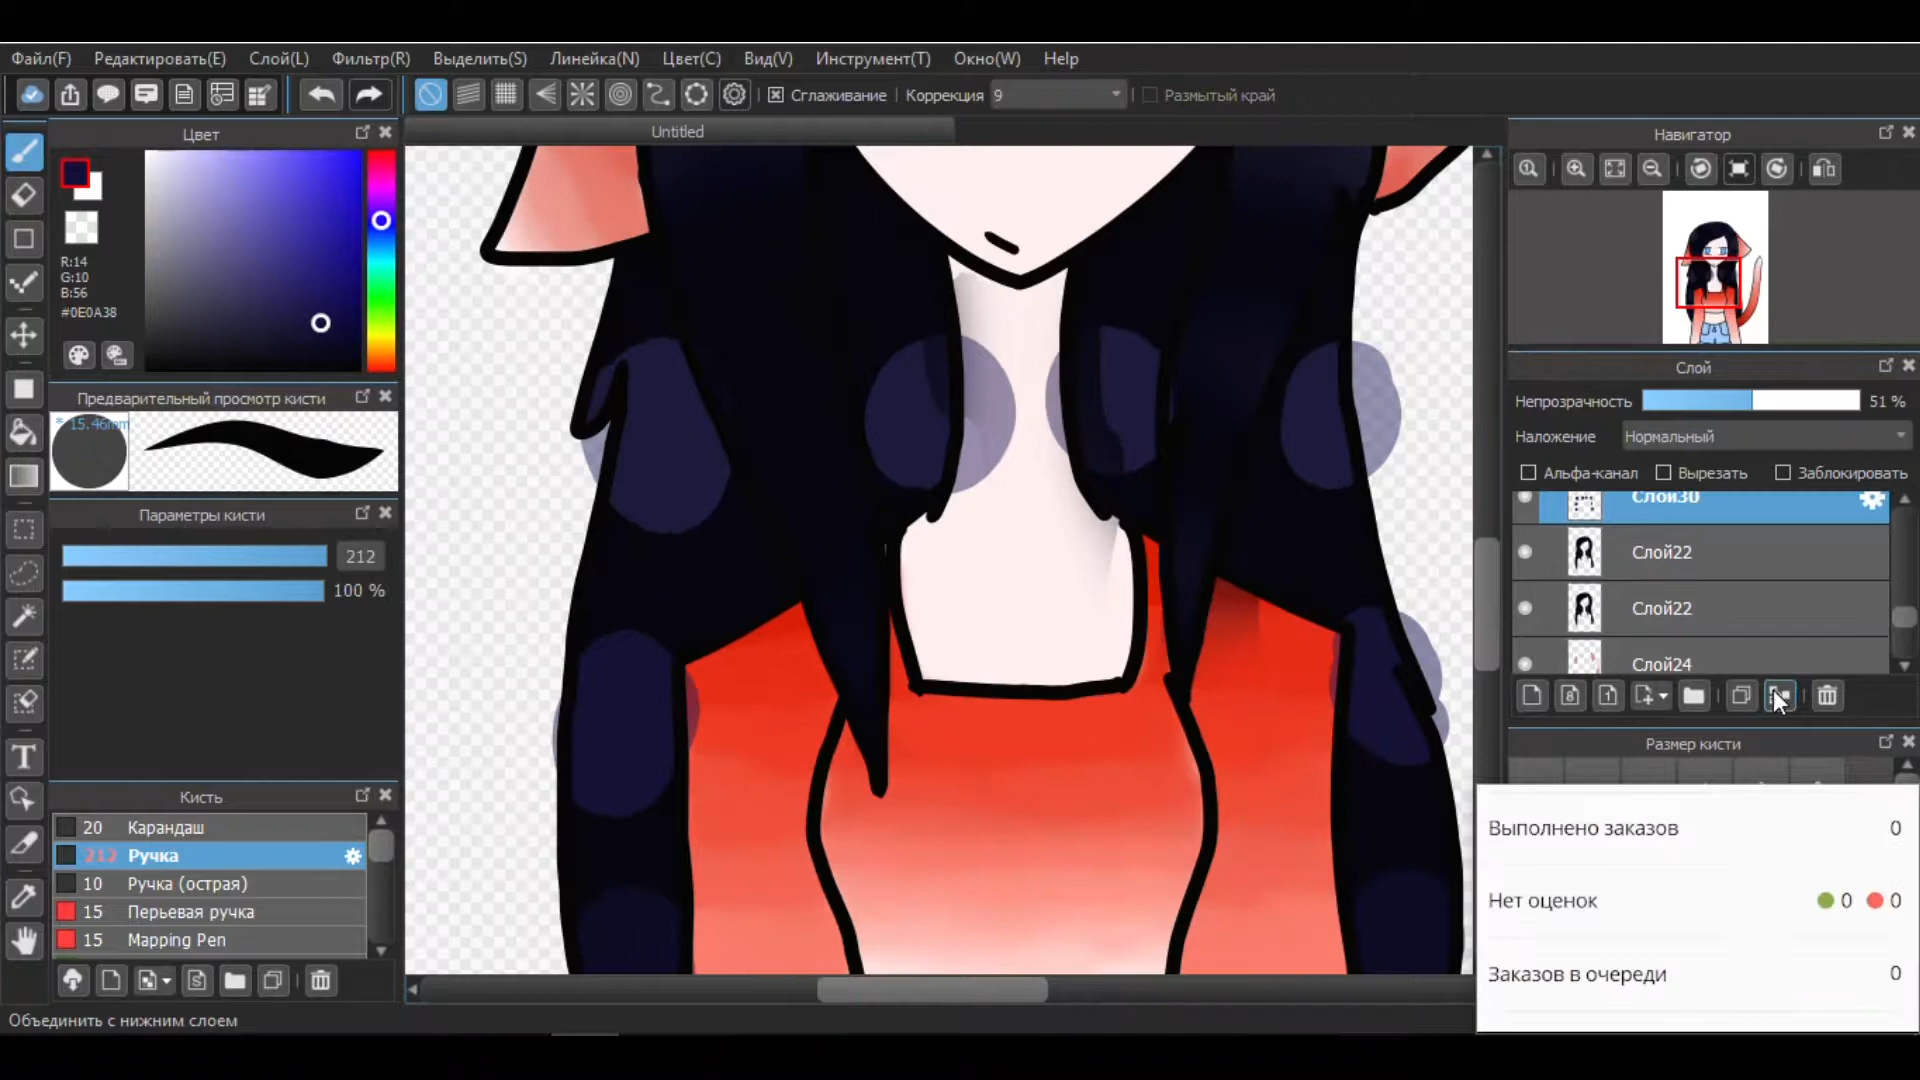 Файл(F) Редактировать(E) Слой(L) Фильтр(R) Выделить(S) Линейка(N) Цвет(C) Вид(V) Инструмент(T) Окно(W) Help
Сглаживание Коррекция 9 Размытый край
Цвет
R:14
G:10
B:56
#0E0A38
Предварительный просмотр кисти
* 15.46mm
Параметры кисти
212
100 %
Кисть
20 Карандаш
212 Ручка
10 Ручка (острая)
15 Перьевая ручка
15 Mapping Pen
Объединить с нижним слоем
Untitled
Навигатор
Слой
Непрозрачность 51 %
Наложение Нормальный
Альфа-канал Вырезать Заблокировать
Слой30
Слой22
Слой22
Слой24
Размер кисти
Выполнено заказов 0
Нет оценок 0 0
Заказов в очереди 0